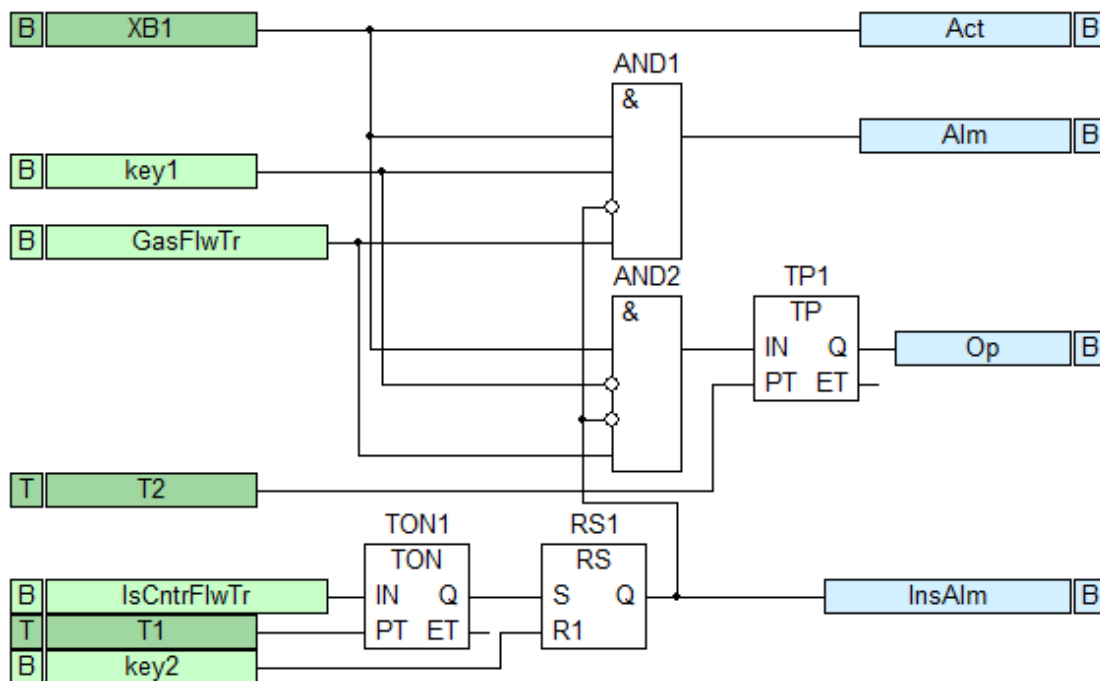 B XB1 Act B
AND1
&
Alm B
B key1
B GasFlwTr
AND2 TP1
& TP
IN Q Op B
PT ET
T T2
TON1 RS1
TON RS
B IsCntrFlwTr IN Q S Q InsAlm B
T T1 PT ET R1
B key2